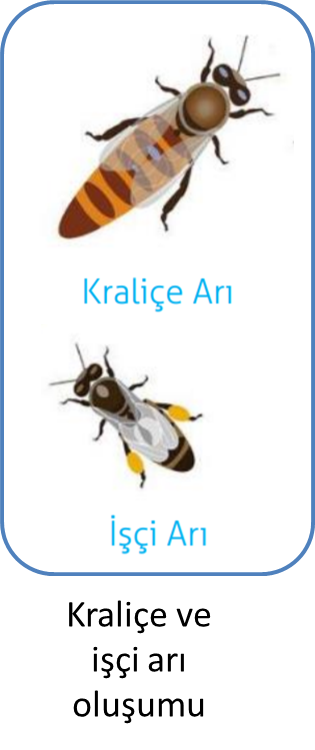 Kraliçe Arı
İşçi Arı
Kraliçe ve
işçi arı
oluşumu